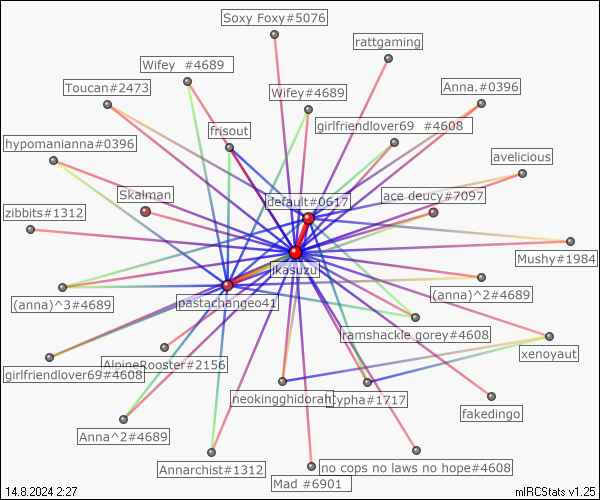 Soxy Foxy#5076
rattgaming
Wifey #4689
Toucan#2473
Wifey#4689
Anna.#0396
frisout
girlfriendlover69 #4608
hypomanianna#0396
avelicious
Skalman
default#0617
ace deucy#7097
zibbits#1312
Mushy#1984
jkasuzu
(anna)^3#4689
pastachangeo41
(anna)^2#4689
ramshackle gorey#4608
xenoyaut
AlpineRooster#2156
girlfriendlover69#4608
neokingghidorah
Cypha#1717
fakedingo
Anna^2#4689
Annarchist#1312
no cops no laws no hope#4608
Mad #6901
14.8.2024 2:27
mIRCStats v1.25